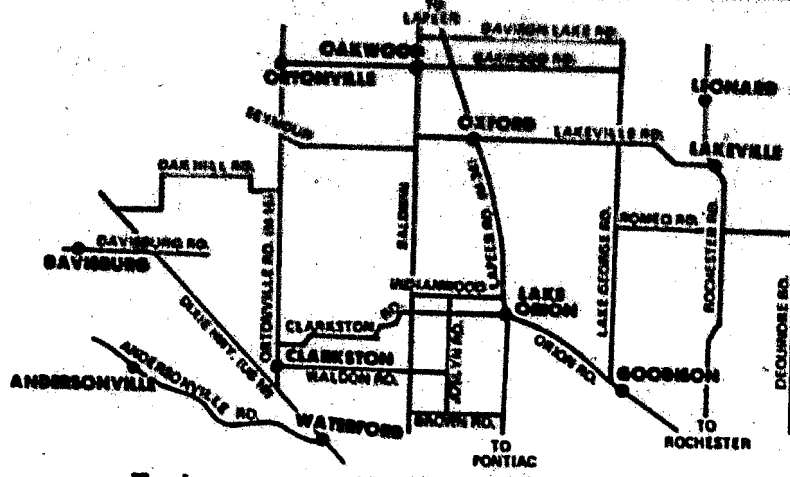 TO
LAPEER
DAVISON LAKE RD.
OAKWOOD
OAKWOOD RD.
ORTONVILLE
LEONARD
SEYMOUR
OXFORD
LAKEVILLE RD.
LAKEVILLE
OAK HILL RD.
BALDWIN
LAPEER RD. (M-24)
ROMEO RD.
ROCHESTER RD.
LAKE GEORGE RD.
DAVISBURG RD.
DAVISBURG
ORTONVILLE RD. (M-15)
DIXIE HWY. (US 10)
INDIANWOOD
LAKE
ORION
CLARKSTON RD.
CLARKSTON
WALDON RD.
JOSLYN RD.
ORION RD.
GOODISON
DEQUINDRE RD.
ANDERSONVILLE
ANDERSONVILLE RD.
WATERFORD
BROWN RD.
TO
PONTIAC
TO
ROCHESTER